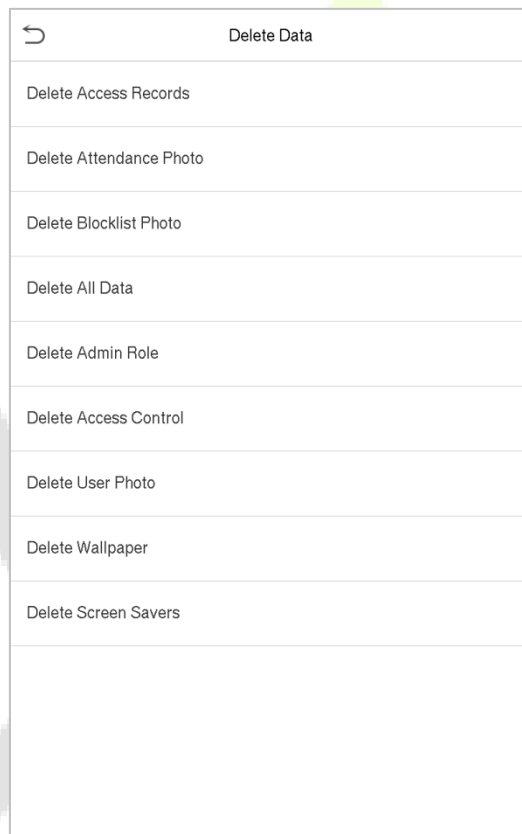 Delete Data
Delete Access Records
Delete Attendance Photo
Delete Blocklist Photo
Delete All Data
Delete Admin Role
Delete Access Control
Delete User Photo
Delete Wallpaper
Delete Screen Savers